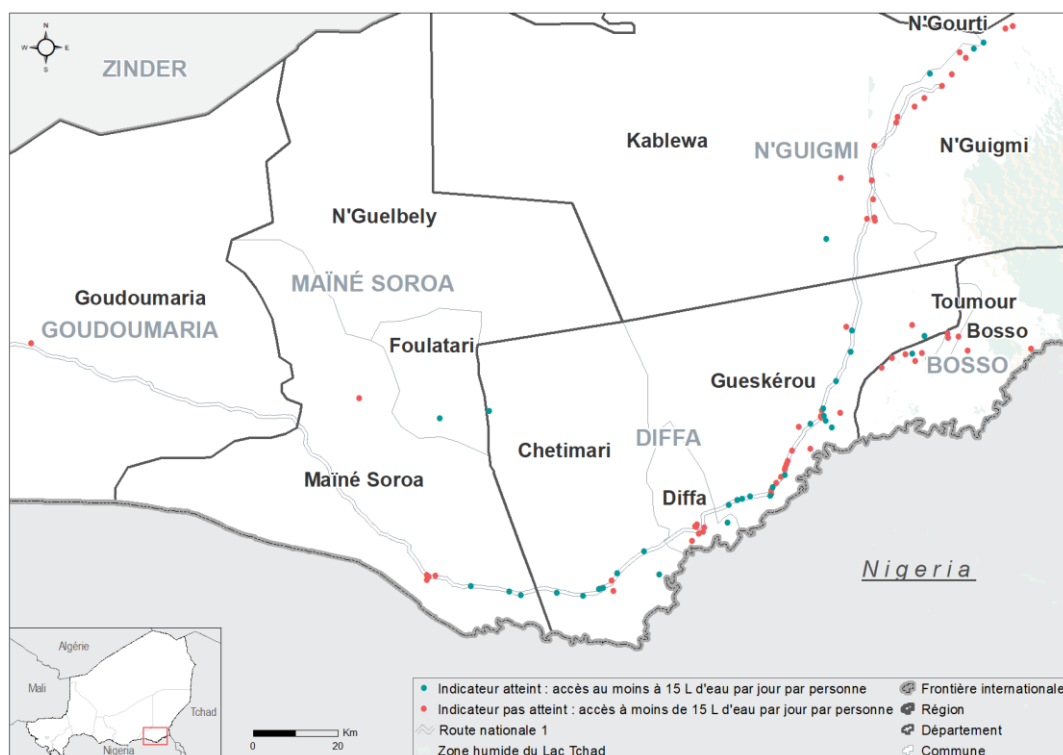 N
W E
S
ZINDER
N'Gourti
Kablewa
N'GUIGMI
N'Guigmi
N'Guelbely
MAÏNÉ SOROA
Goudoumaria
GOUDOUMARIA
Foulatari
Toumour
Bosso
BOSSO
Gueskérou
Chetimari
DIFFA
Maïné Soroa
Diffa
Nigeria
Algérie
Mali
Tchad
Nigeria
Km
0 10 20
Indicateur atteint : accès au moins à 15 L d'eau par jour par personne
Indicateur pas atteint : accès à moins de 15 L d'eau par jour par personne
Route nationale 1
Zone humide du Lac Tchad
Frontière internationale
Région
Département
Commune